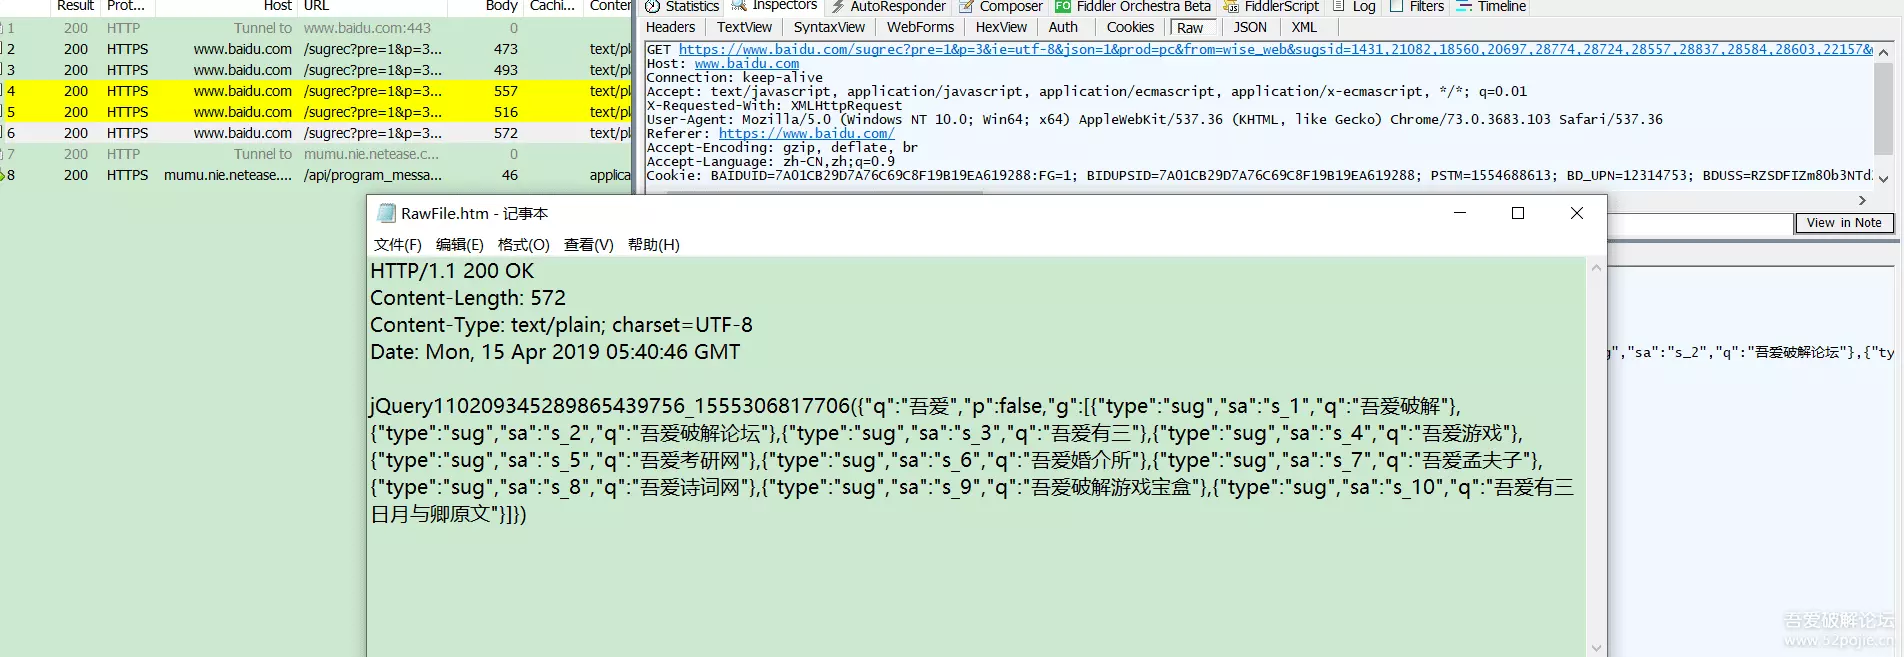 Result Prot... Host URL Body Cachi... Conter
1 200 HTTP Tunnel to www.baidu.com:443 0
2 200 HTTPS www.baidu.com /sugrec?pre=1&p=3... 473 text/pl
3 200 HTTPS www.baidu.com /sugrec?pre=1&p=3... 493 text/pl
4 200 HTTPS www.baidu.com /sugrec?pre=1&p=3... 557 text/pl
5 200 HTTPS www.baidu.com /sugrec?pre=1&p=3... 516 text/pl
6 200 HTTPS www.baidu.com /sugrec?pre=1&p=3... 572 text/pl
7 200 HTTP Tunnel to mumu.nie.netease.c... 0
8 200 HTTPS mumu.nie.netease.... /api/program_messa... 46 applica
Statistics Inspectors AutoResponder Composer FO Fiddler Orchestra Beta FiddlerScript Log Filters Timeline
Headers TextView SyntaxView WebForms HexView Auth Cookies Raw JSON XML
GET https://www.baidu.com/sugrec?pre=1&p=3&ie=utf-8&json=1&prod=pc&from=wise_web&sugsid=1431,21082,18560,20697,28774,28724,28557,28837,28584,28603,22157&
Host: www.baidu.com
Connection: keep-alive
Accept: text/javascript, application/javascript, application/ecmascript, application/x-ecmascript, */*; q=0.01
X-Requested-With: XMLHttpRequest
User-Agent: Mozilla/5.0 (Windows NT 10.0; Win64; x64) AppleWebKit/537.36 (KHTML, like Gecko) Chrome/73.0.3683.103 Safari/537.36
Referer: https://www.baidu.com/
Accept-Encoding: gzip, deflate, br
Accept-Language: zh-CN,zh;q=0.9
Cookie: BAIDUID=7A01CB29D7A76C69C8F19B19EA619288:FG=1; BIDUPSID=7A01CB29D7A76C69C8F19B19EA619288; PSTM=1554688613; BD_UPN=12314753; BDUSS=RZSDFIZm80b3NTd
View in Note
RawFile.htm - 记事本
文件(F) 编辑(E) 格式(O) 查看(V) 帮助(H)
HTTP/1.1 200 OK
Content-Length: 572
Content-Type: text/plain; charset=UTF-8
Date: Mon, 15 Apr 2019 05:40:46 GMT
jQuery110209345289865439756_1555306817706({"q":"吾爱","p":false,"g":[{"type":"sug","sa":"s_1","q":"吾爱破解"},
{"type":"sug","sa":"s_2","q":"吾爱破解论坛"},{"type":"sug","sa":"s_3","q":"吾爱有三"},{"type":"sug","sa":"s_4","q":"吾爱游戏"},
{"type":"sug","sa":"s_5","q":"吾爱考研网"},{"type":"sug","sa":"s_6","q":"吾爱婚介所"},{"type":"sug","sa":"s_7","q":"吾爱孟夫子"},
{"type":"sug","sa":"s_8","q":"吾爱诗词网"},{"type":"sug","sa":"s_9","q":"吾爱破解游戏宝盒"},{"type":"sug","sa":"s_10","q":"吾爱有三
日月与卿原文"}]})
g","sa":"s_2","q":"吾爱破解论坛"},{"ty
吾爱破解论坛
www.52pojie.cn